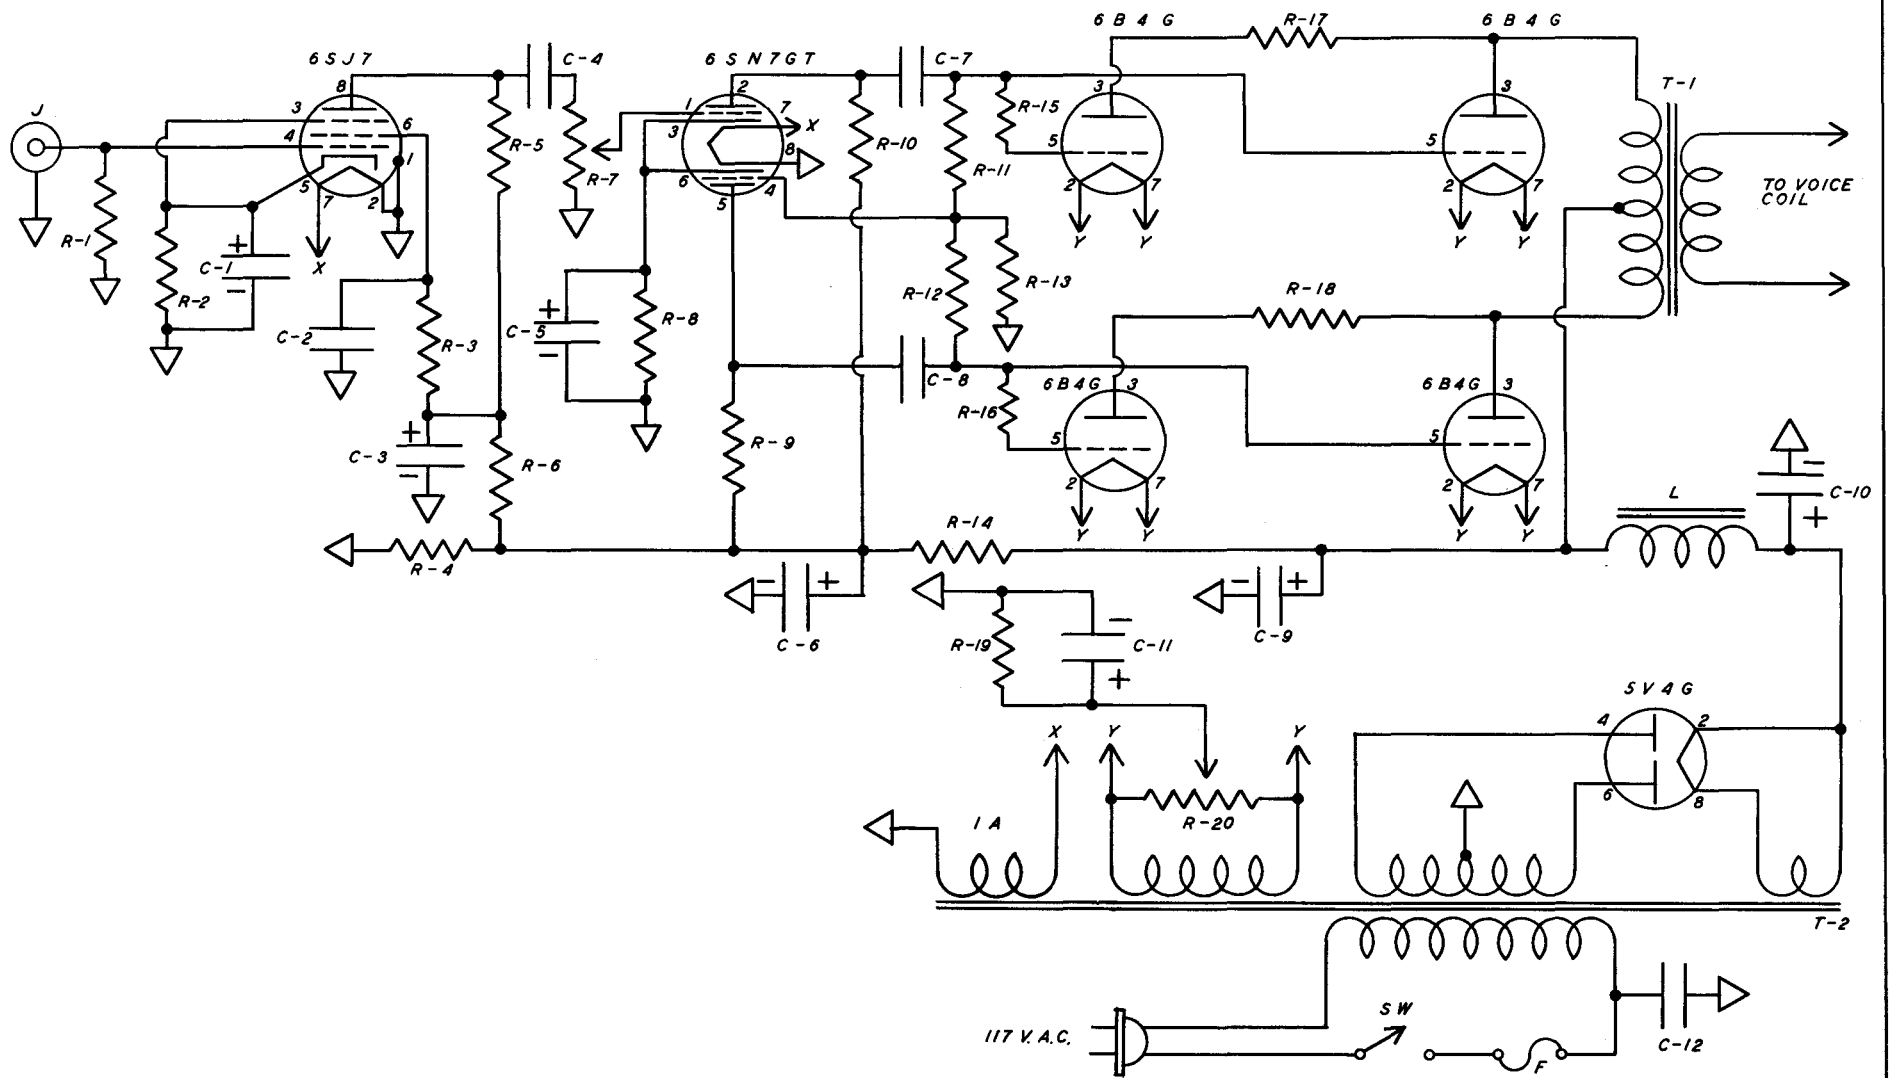 6B4G
R-17
6B4G
6SJ7
C-4
6SN7GT
C-7
T-1
J
8
3
6
4
1
5
7
2
X
R-5
R-7
2
1
7
3
X
8
6
4
5
R-10
R-11
R-15
3
5
2
7
Y
Y
3
5
2
7
Y
Y
TO VOICE
COIL
R-1
R-2
C-1
+
−
C-2
R-3
C-5
+
−
R-8
R-12
R-13
R-18
C-8
R-16
6B4G
3
5
2
7
Y
Y
6B4G
3
5
2
7
Y
Y
C-3
+
−
R-6
R-9
R-4
R-14
L
−
C-10
+
−
+
C-6
−
+
C-9
R-19
−
C-11
+
5V4G
4
2
6
8
X
Y
Y
1A
R-20
T-2
117 V.A.C.
SW
F
C-12